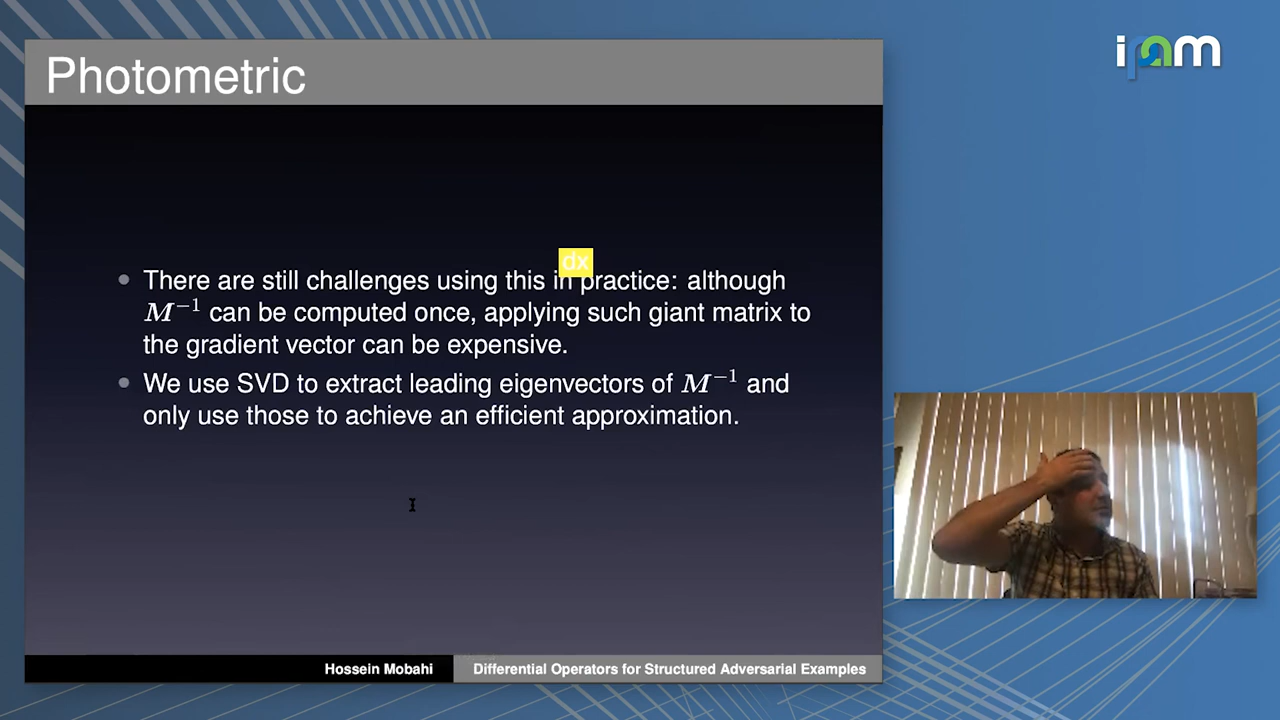 Photometric
ipam
dx
There are still challenges using this in practice: although
M⁻¹ can be computed once, applying such giant matrix to
the gradient vector can be expensive.
We use SVD to extract leading eigenvectors of M⁻¹ and
only use those to achieve an efficient approximation.
Hossein Mobahi
Differential Operators for Structured Adversarial Examples